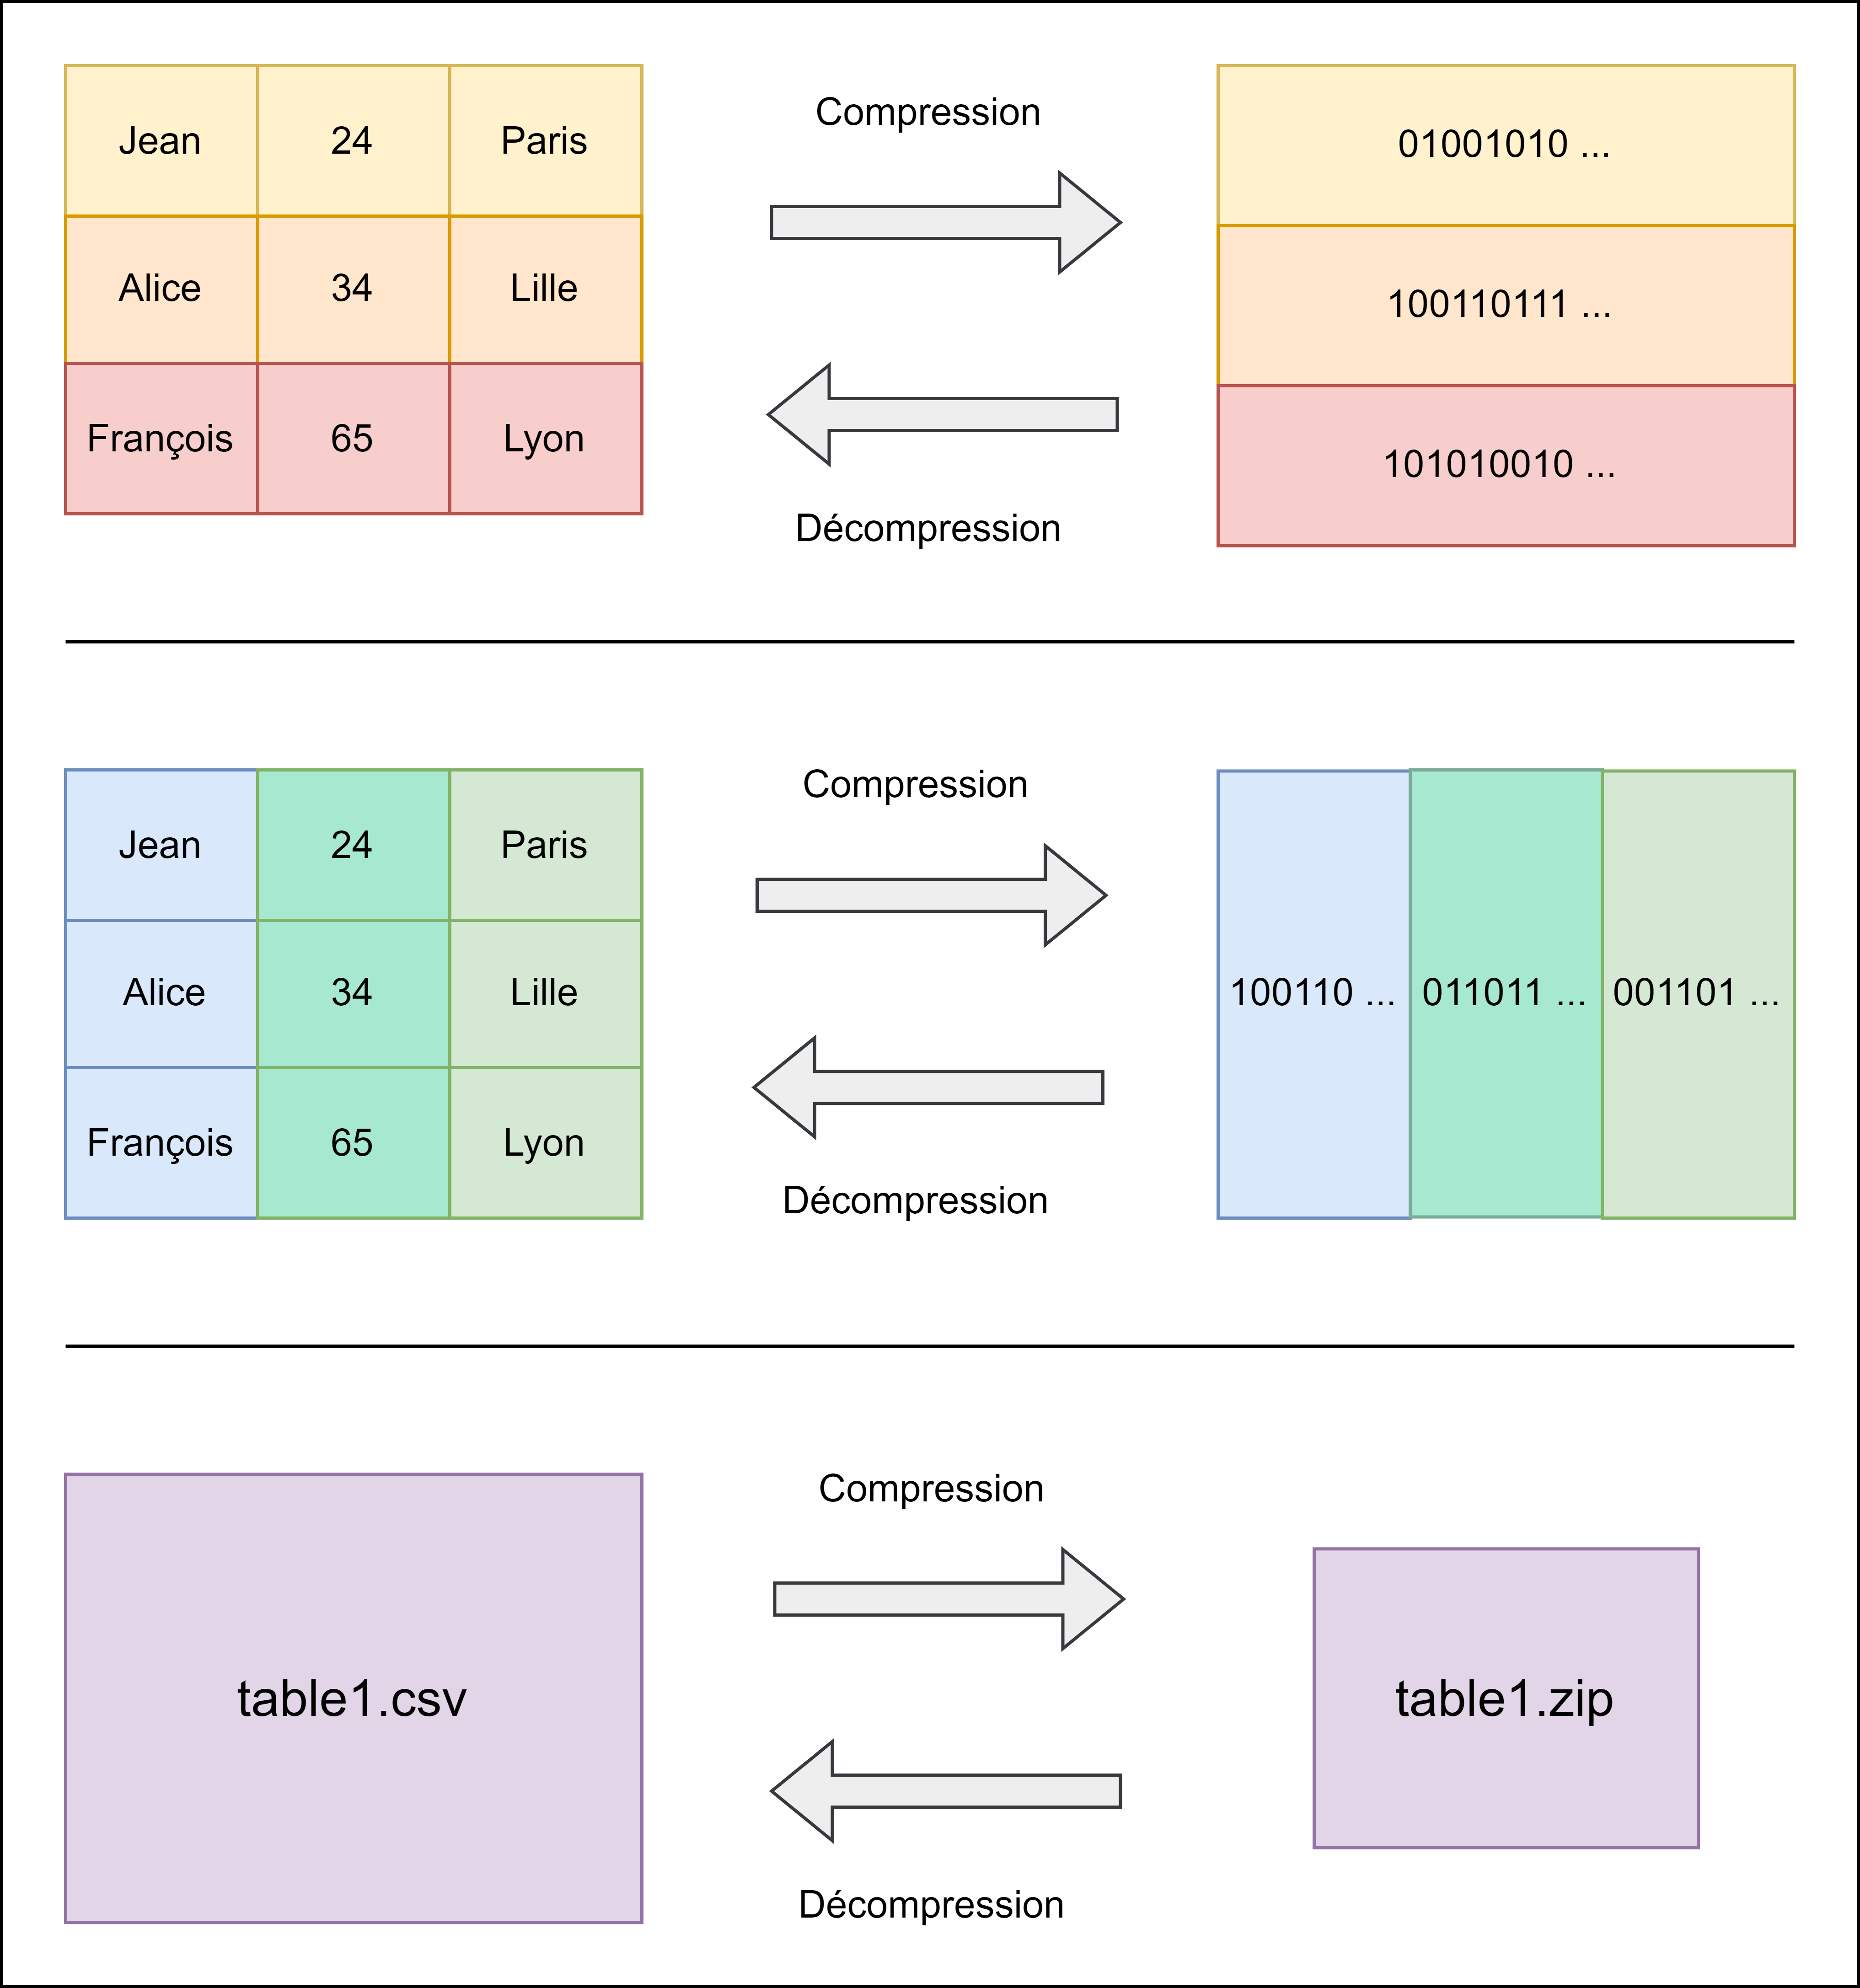 Jean 24 Paris
Alice 34 Lille
François 65 Lyon
Compression
Décompression
01001010 ...
100110111 ...
101010010 ...
Jean 24 Paris
Alice 34 Lille
François 65 Lyon
Compression
Décompression
100110 ... 011011 ... 001101 ...
table1.csv
Compression
Décompression
table1.zip